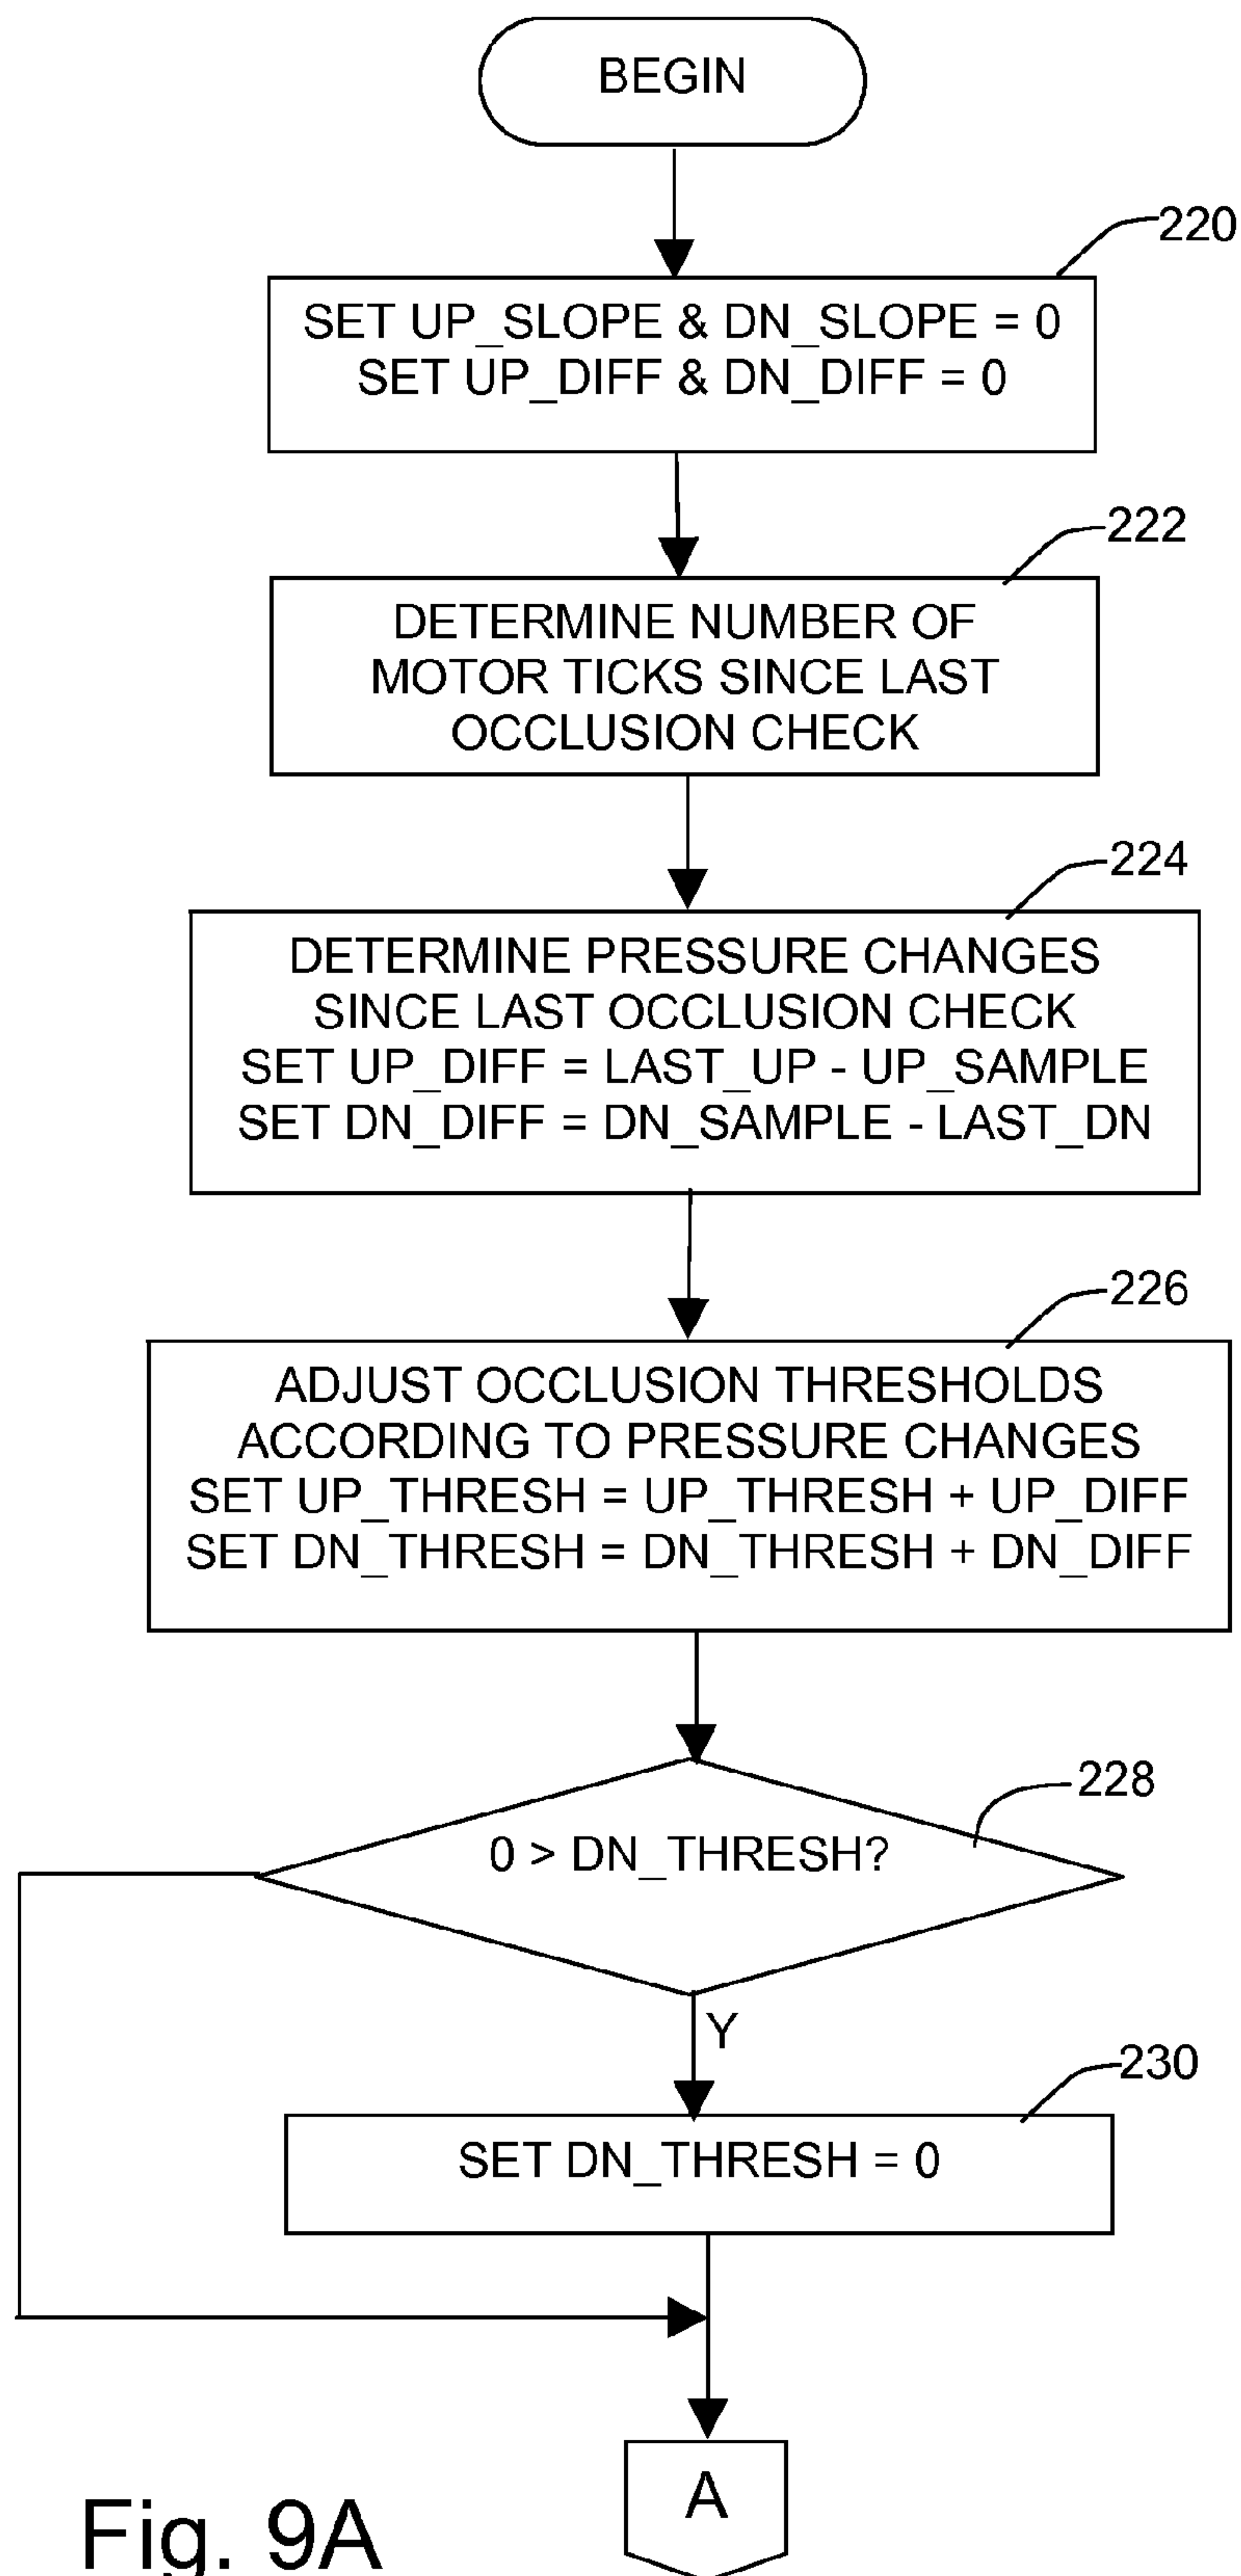 BEGIN
220
SET UP_SLOPE & DN_SLOPE = 0
SET UP_DIFF & DN_DIFF = 0
222
DETERMINE NUMBER OF
MOTOR TICKS SINCE LAST
OCCLUSION CHECK
224
DETERMINE PRESSURE CHANGES
SINCE LAST OCCLUSION CHECK
SET UP_DIFF = LAST_UP - UP_SAMPLE
SET DN_DIFF = DN_SAMPLE - LAST_DN
226
ADJUST OCCLUSION THRESHOLDS
ACCORDING TO PRESSURE CHANGES
SET UP_THRESH = UP_THRESH + UP_DIFF
SET DN_THRESH = DN_THRESH + DN_DIFF
228
0 > DN_THRESH?
Y
230
SET DN_THRESH = 0
A
Fig. 9A